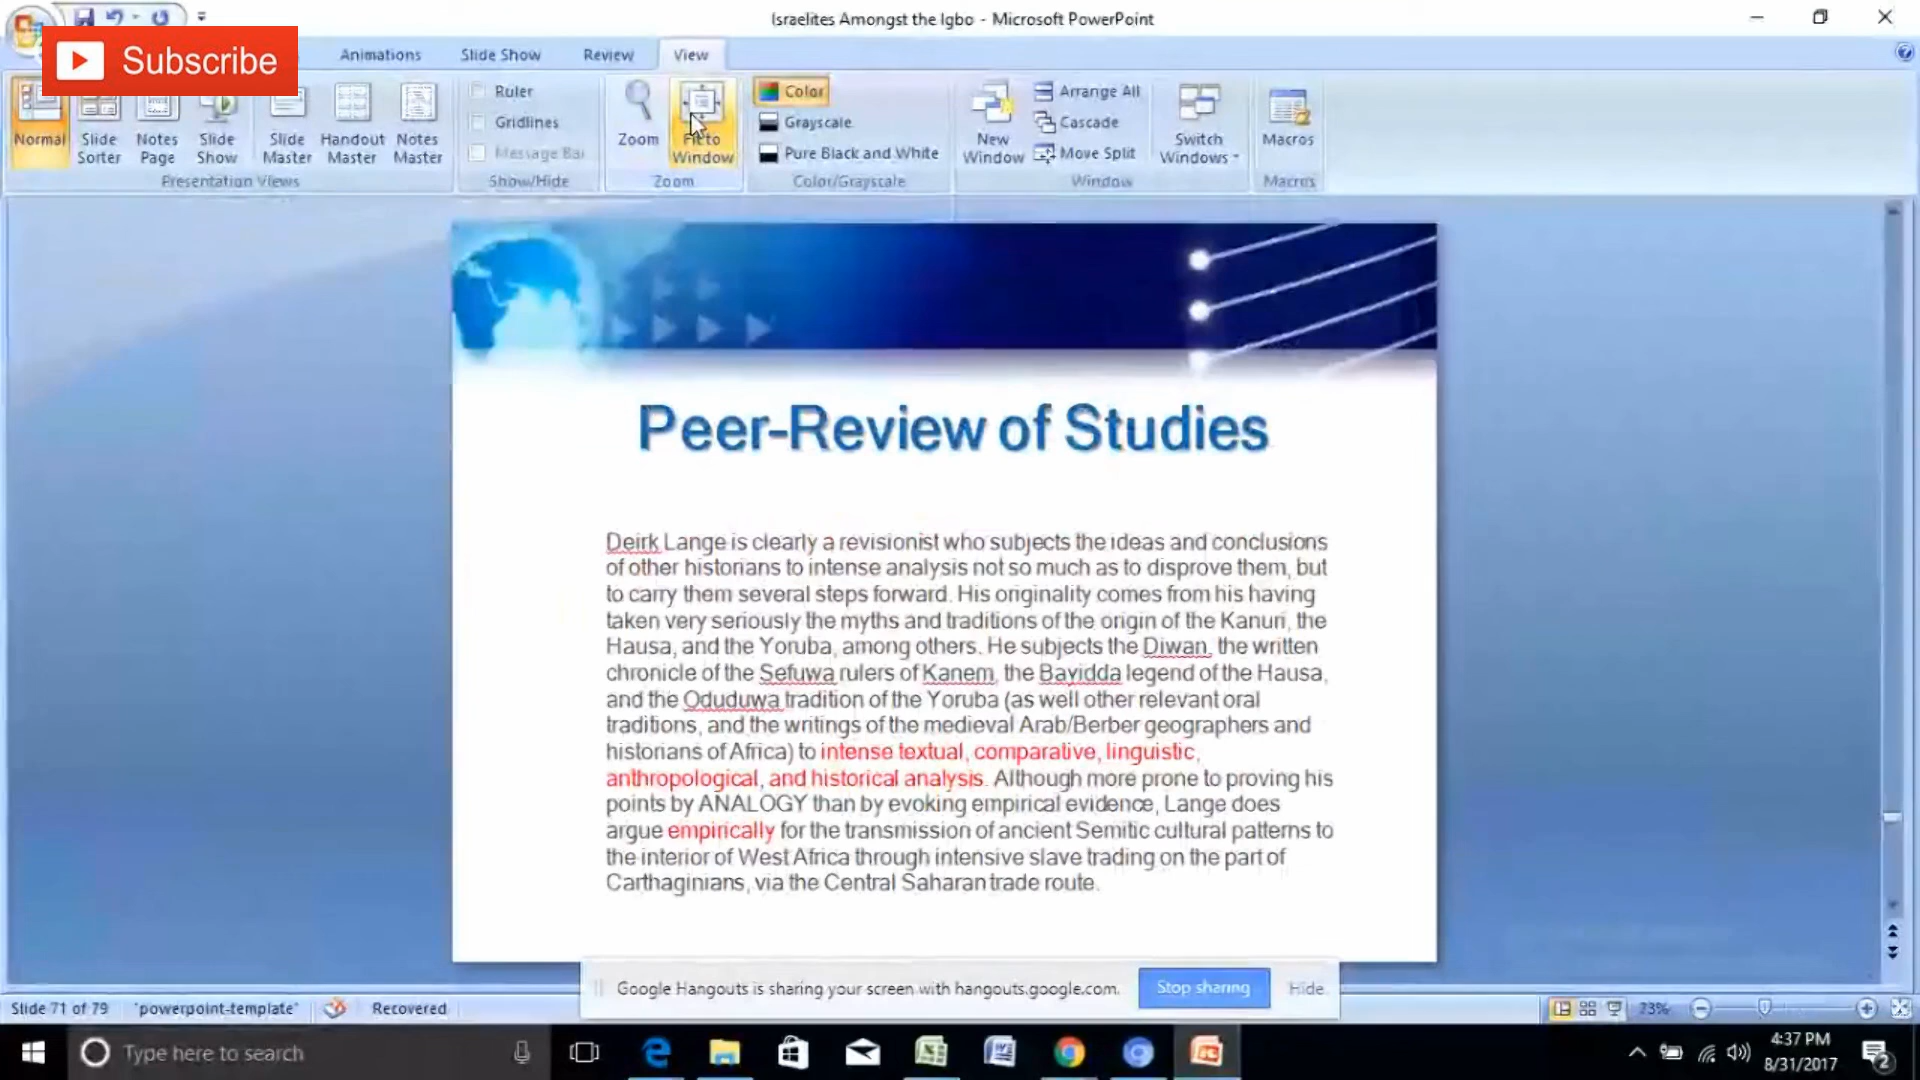 Israelites Amongst the Igbo - Microsoft PowerPoint
Subscribe
Animations Slide Show Review View
Normal Slide Sorter Notes Page Slide Show Slide Master Handout Master Notes Master
Presentation Views
Ruler
Gridlines
Message Bar
Show/Hide
Zoom Fit to Window
Zoom
Color
Grayscale
Pure Black and White
Color/Grayscale
New Window
Arrange All
Cascade
Move Split
Switch Windows
Window
Macros
Macros
Peer-Review of Studies
Deirk Lange is clearly a revisionist who subjects the ideas and conclusions
of other historians to intense analysis not so much as to disprove them, but
to carry them several steps forward. His originality comes from his having
taken very seriously the myths and traditions of the origin of the Kanuri, the
Hausa, and the Yoruba, among others. He subjects the Diwan, the written
chronicle of the Sefuwa rulers of Kanem, the Bayidda legend of the Hausa,
and the Oduduwa tradition of the Yoruba (as well other relevant oral
traditions, and the writings of the medieval Arab/Berber geographers and
historians of Africa) to intense textual, comparative, linguistic,
anthropological, and historical analysis. Although more prone to proving his
points by ANALOGY than by evoking empirical evidence, Lange does
argue empirically for the transmission of ancient Semitic cultural patterns to
the interior of West Africa through intensive slave trading on the part of
Carthaginians, via the Central Saharan trade route.
Google Hangouts is sharing your screen with hangouts.google.com. Stop sharing Hide
Slide 71 of 79 "powerpoint-template" Recovered 73%
Type here to search
4:37 PM
8/31/2017
2